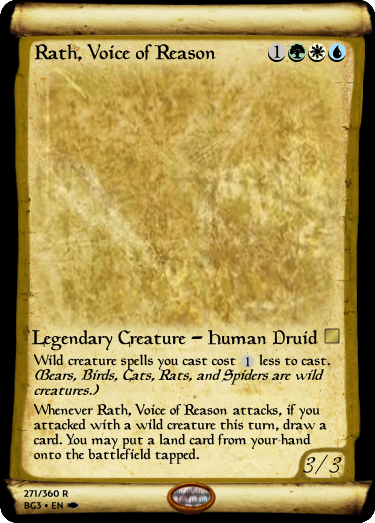 Rath, Voice of Reason 1
Legendary Creature – Human Druid
Wild creature spells you cast cost 1 less to cast.
(Bears, Birds, Cats, Rats, and Spiders are wild
creatures.)
Whenever Rath, Voice of Reason attacks, if you
attacked with a wild creature this turn, draw a
card. You may put a land card from your hand
onto the battlefield tapped.
3/3
271/360 R
BG3 • EN